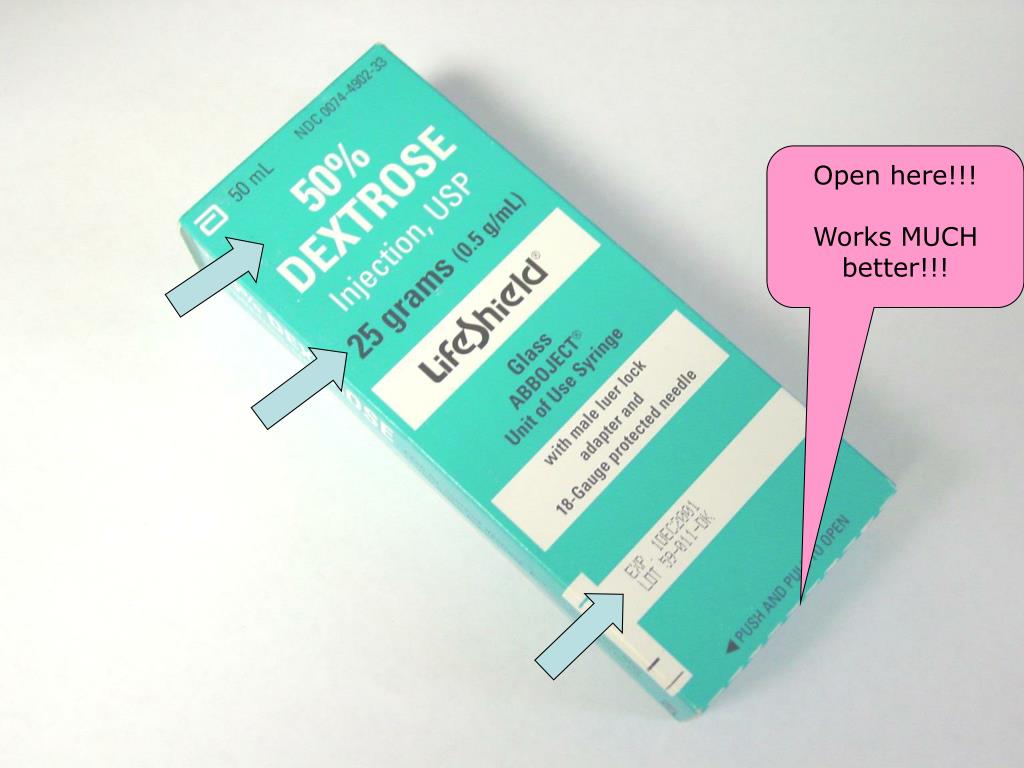 NDC 0074-4902-33
50 mL
50%
DEXTROSE
Injection, USP
25 grams (0.5 g/mL)
LifeShield®
Glass
ABBOJECT®
Unit of Use Syringe
with male luer lock
adapter and
18-Gauge protected needle
EXP. 1DEC2001
LOT 59-011-DK
PUSH AND TO OPEN
Open here!!!
Works MUCH
better!!!